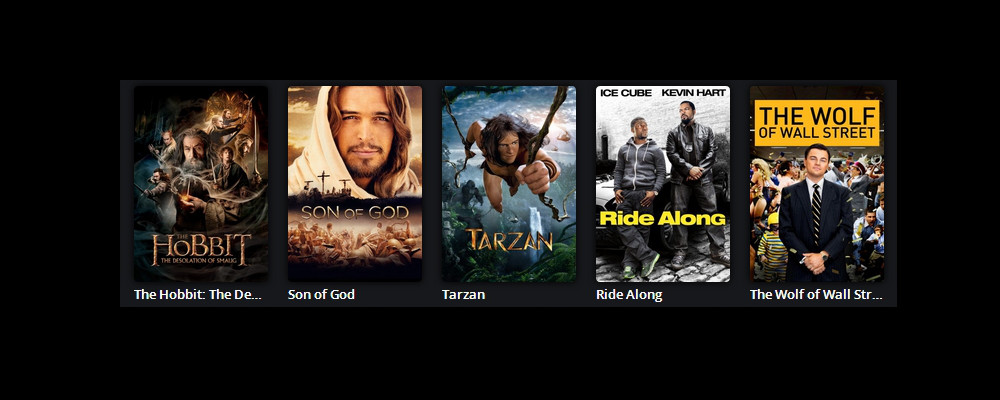 THE
HOBBIT
THE DESOLATION OF SMAUG
The Hobbit: The De...
SON OF GOD
Son of God
TARZAN
Tarzan
ICE CUBE KEVIN HART
Ride Along
Ride Along
THE WOLF
OF WALL STREET
The Wolf of Wall Str...